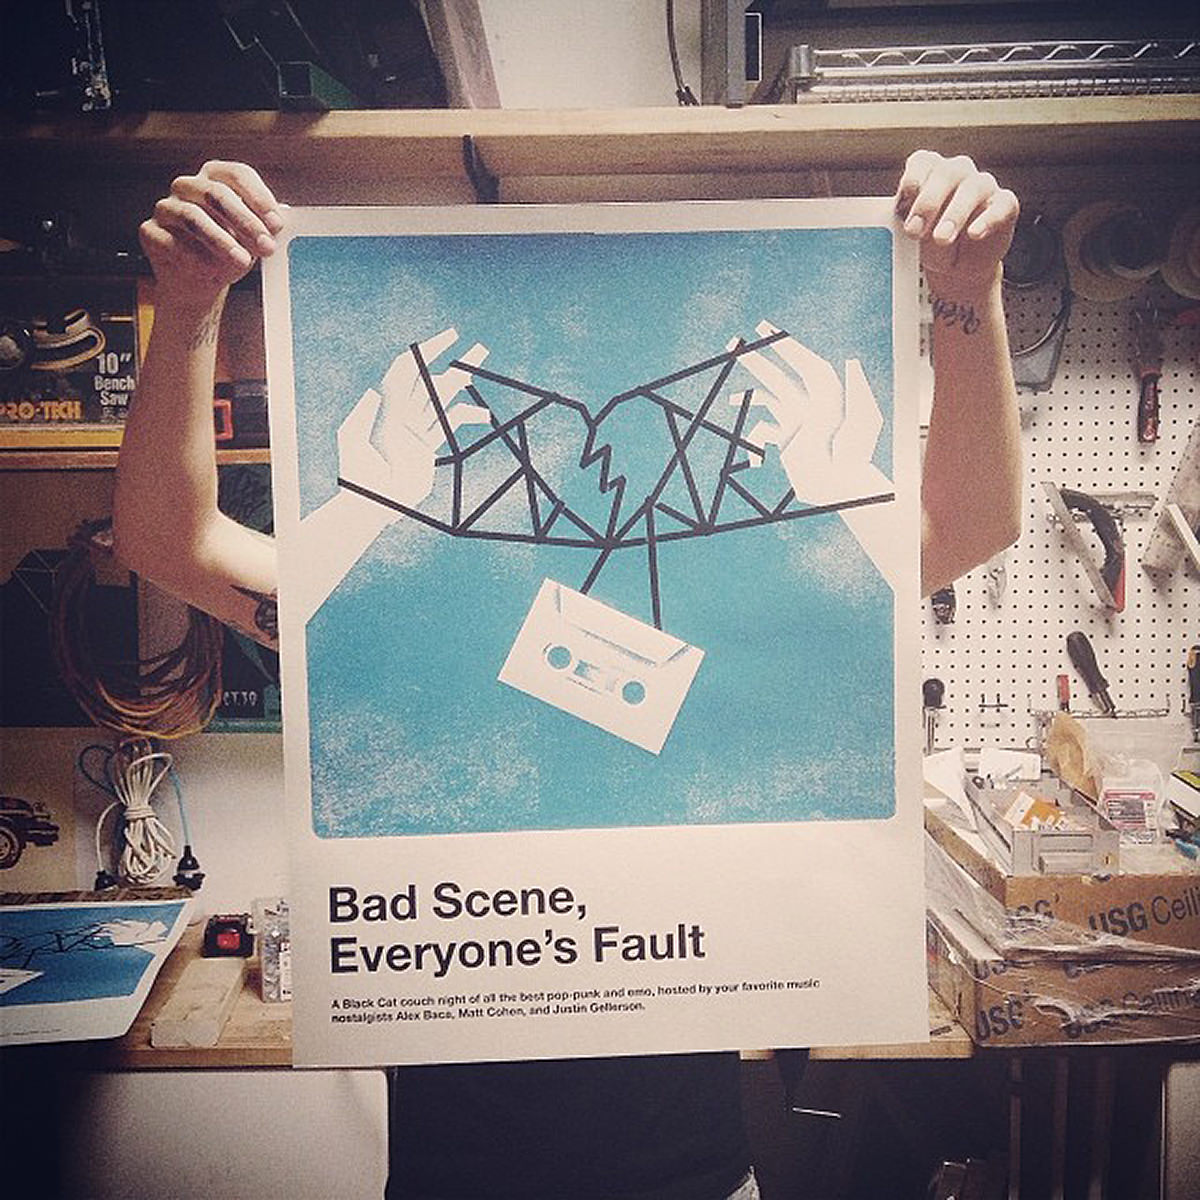 10"
Bench
Saw
PRO-TECH
Bad Scene,
Everyone's Fault
A Black Cat couch night of all the best pop-punk and emo, hosted by your favorite music
nostalgists Alex Baca, Matt Cohen, and Justin Gellerson.
USG Ceil
USG
USG